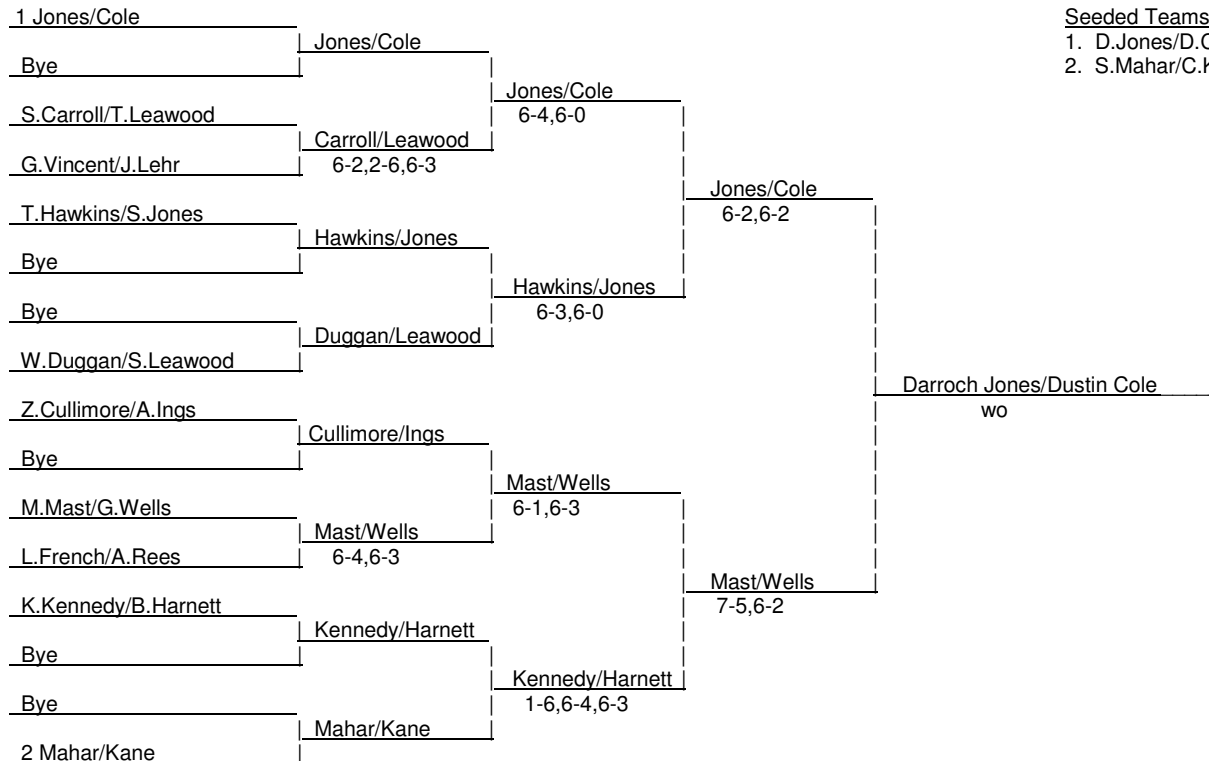 1 Jones/Cole
Seeded Teams
Jones/Cole
1. D.Jones/D.
Bye
2. S.Mahar/C.
Jones/Cole
S.Carroll/T.Leawood
6-4,6-0
Carroll/Leawood
G.Vincent/J.Lehr
6-2,2-6,6-3
Jones/Cole
T.Hawkins/S.Jones
6-2,6-2
Hawkins/Jones
Bye
Hawkins/Jones
Bye
6-3,6-0
Duggan/Leawood
W.Duggan/S.Leawood
Darroch Jones/Dustin Cole
Z.Cullimore/A.Ings
wo
Cullimore/Ings
Bye
Mast/Wells
M.Mast/G.Wells
6-1,6-3
Mast/Wells
L.French/A.Rees
6-4,6-3
Mast/Wells
K.Kennedy/B.Harnett
7-5,6-2
Kennedy/Harnett
Bye
Kennedy/Harnett
Bye
1-6,6-4,6-3
Mahar/Kane
2 Mahar/Kane